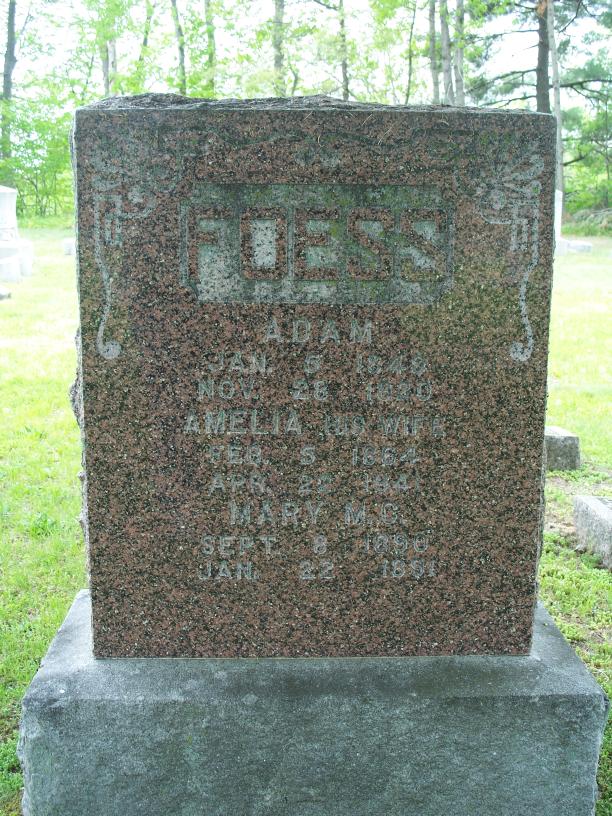 FOESS
ADAM
JAN. 5 1848
NOV. 28 1920
AMELIA HIS WIFE
FEB. 5 1864
APR. 22 1941
MARY M.C.
SEPT. 8 1890
JAN. 22 1891